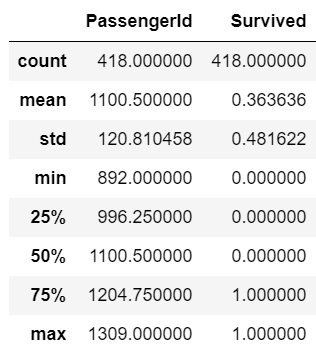 PassengerId Survived
count 418.000000 418.000000
mean 1100.500000 0.363636
std 120.810458 0.481622
min 892.000000 0.000000
25% 996.250000 0.000000
50% 1100.500000 0.000000
75% 1204.750000 1.000000
max 1309.000000 1.000000